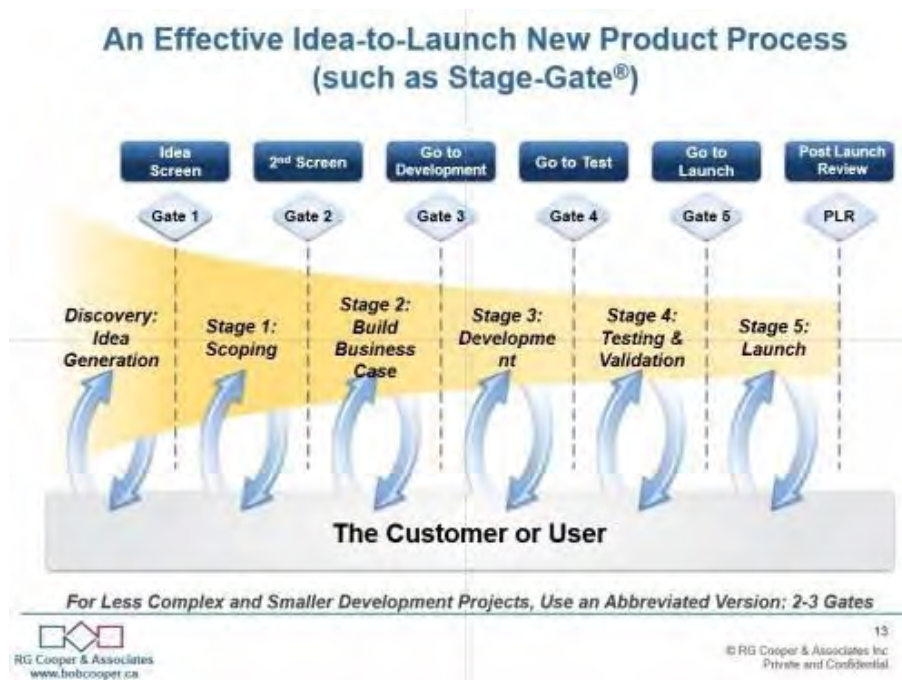 An Effective Idea-to-Launch New Product Process
(such as Stage-Gate®)
Idea
Screen
2nd Screen
Go to
Development
Go to Test
Go to
Launch
Post Launch
Review
Gate 1
Gate 2
Gate 3
Gate 4
Gate 5
PLR
Discovery:
Idea
Generation
Stage 1:
Scoping
Stage 2:
Build
Business
Case
Stage 3:
Developme
nt
Stage 4:
Testing &
Validation
Stage 5:
Launch
The Customer or User
For Less Complex and Smaller Development Projects, Use an Abbreviated Version: 2-3 Gates
RG Cooper & Associates
www.bobcooper.ca
13
© RG Cooper & Associates Inc
Private and Confidential